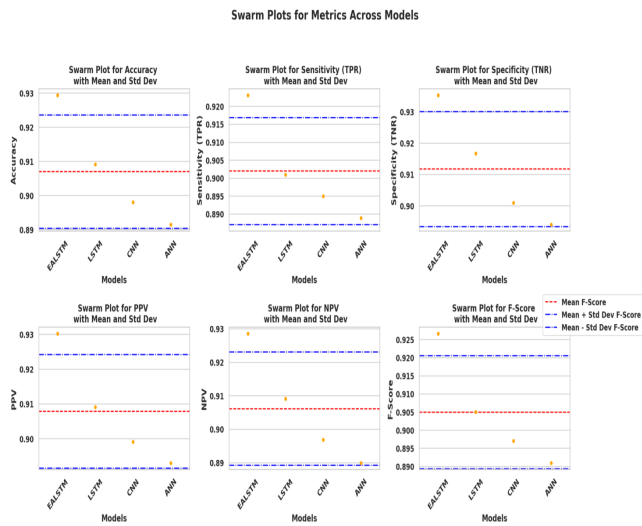 Swarm Plots for Metrics Across Models
Swarm Plot for Accuracy
with Mean and Std Dev
0.93
0.92
0.91
0.90
0.89
Accuracy
EALSTM
LSTM
CNN
ANN
Models
Swarm Plot for Sensitivity (TPR)
with Mean and Std Dev
0.920
0.915
0.910
0.905
0.900
0.895
0.890
Sensitivity (TPR)
EALSTM
LSTM
CNN
ANN
Models
Swarm Plot for Specificity (TNR)
with Mean and Std Dev
0.93
0.92
0.91
0.90
Specificity (TNR)
EALSTM
LSTM
CNN
ANN
Models
Swarm Plot for PPV
with Mean and Std Dev
0.93
0.92
0.91
0.90
PPV
EALSTM
LSTM
CNN
ANN
Models
Swarm Plot for NPV
with Mean and Std Dev
0.93
0.92
0.91
0.90
0.89
NPV
EALSTM
LSTM
CNN
ANN
Models
Swarm Plot for F-Score
with Mean and Std Dev
0.925
0.920
0.915
0.910
0.905
0.900
0.895
0.890
F-Score
EALSTM
LSTM
CNN
ANN
Models
Mean F-Score
Mean + Std Dev F-Score
Mean - Std Dev F-Score